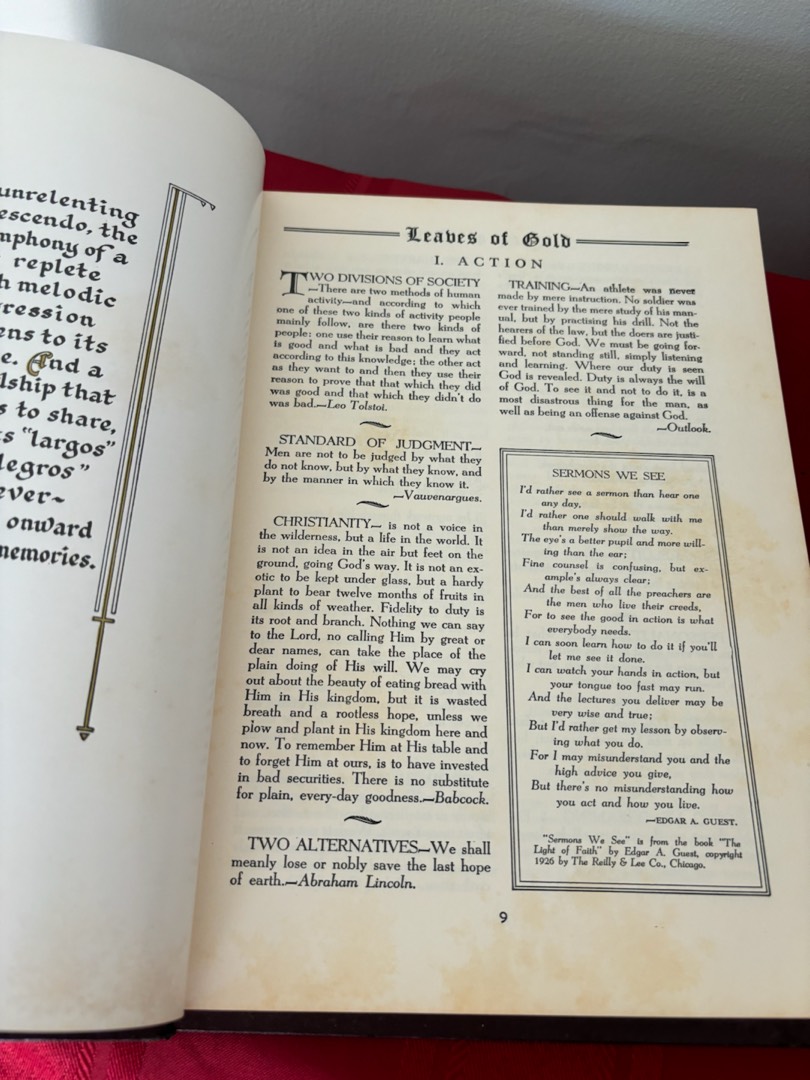 unrelenting
escendo, the
mphony of a
replete
h melodic
ression
ens to its
e. And a
lship that
s to share,
s "largos"
legros"
ever-
onward
memories.
Leaves of Gold
I. ACTION
TWO DIVISIONS OF SOCIETY
—There are two methods of human
activity—and according to which
one of these two kinds of activity people
mainly follow, are there two kinds of
people: one use their reason to learn what
is good and what is bad and they act
according to this knowledge; the other act
as they want to and then they use their
reason to prove that that which they did
was good and that which they didn't do
was bad.—Leo Tolstoi.
STANDARD OF JUDGMENT—
Men are not to be judged by what they
do not know, but by what they know, and
by the manner in which they know it.
—Vauvenargues.
CHRISTIANITY— is not a voice in
the wilderness, but a life in the world. It
is not an idea in the air but feet on the
ground, going God's way. It is not an ex-
otic to be kept under glass, but a hardy
plant to bear twelve months of fruits in
all kinds of weather. Fidelity to duty is
its root and branch. Nothing we can say
to the Lord, no calling Him by great or
dear names, can take the place of the
plain doing of His will. We may cry
out about the beauty of eating bread with
Him in His kingdom, but it is wasted
breath and a rootless hope, unless we
plow and plant in His kingdom here and
now. To remember Him at His table and
to forget Him at ours, is to have invested
in bad securities. There is no substitute
for plain, every-day goodness.—Babcock.
TWO ALTERNATIVES—We shall
meanly lose or nobly save the last hope
of earth.—Abraham Lincoln.
TRAINING—An athlete was never
made by mere instruction. No soldier was
ever trained by the mere study of his man-
ual, but by practising his drill. Not the
hearers of the law, but the doers are justi-
fied before God. We must be going for-
ward, not standing still, simply listening
and learning. Where our duty is seen
God is revealed. Duty is always the will
of God. To see it and not to do it, is a
most disastrous thing for the man, as
well as being an offense against God.
—Outlook.
SERMONS WE SEE
I'd rather see a sermon than hear one
any day,
I'd rather one should walk with me
than merely show the way.
The eye's a better pupil and more will-
ing than the ear;
Fine counsel is confusing, but ex-
ample's always clear;
And the best of all the preachers are
the men who live their creeds,
For to see the good in action is what
everybody needs.
I can soon learn how to do it if you'll
let me see it done.
I can watch your hands in action, but
your tongue too fast may run.
And the lectures you deliver may be
very wise and true;
But I'd rather get my lesson by observ-
ing what you do.
For I may misunderstand you and the
high advice you give,
But there's no misunderstanding how
you act and how you live.
—EDGAR A. GUEST.
"Sermons We See" is from the book "The
Light of Faith" by Edgar A. Guest, copyright
1926 by The Reilly & Lee Co., Chicago.
9